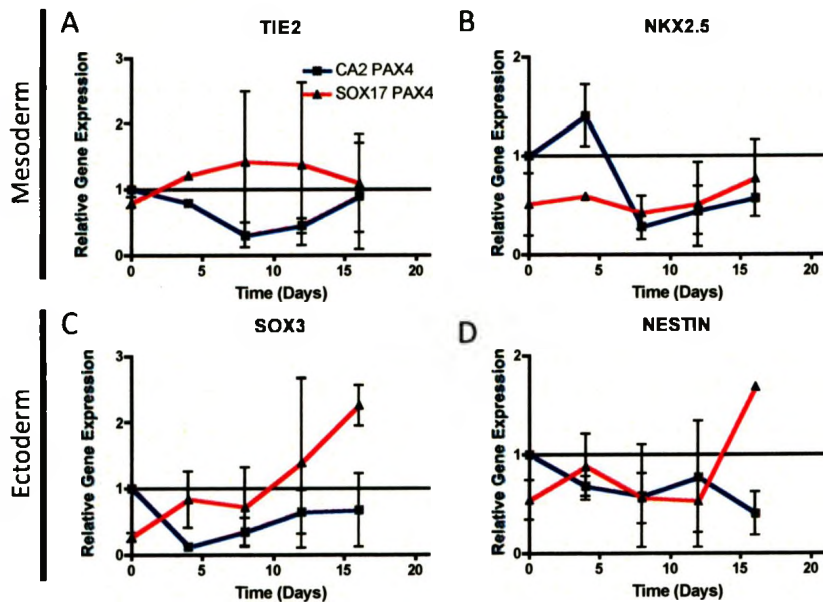 Mesoderm
A
TIE2
Relative Gene Expression
3
2
1
0
CA2 PAX4
SOX17 PAX4
0 5 10 15 20
Time (Days)
B
NKX2.5
Relative Gene Expression
2
1
0
0 5 10 15 20
Time (Days)
Ectoderm
C
SOX3
Relative Gene Expression
3
2
1
0
0 5 10 15 20
Time (Days)
D
NESTIN
Relative Gene Expression
2
1
0
0 5 10 15 20
Time (Days)